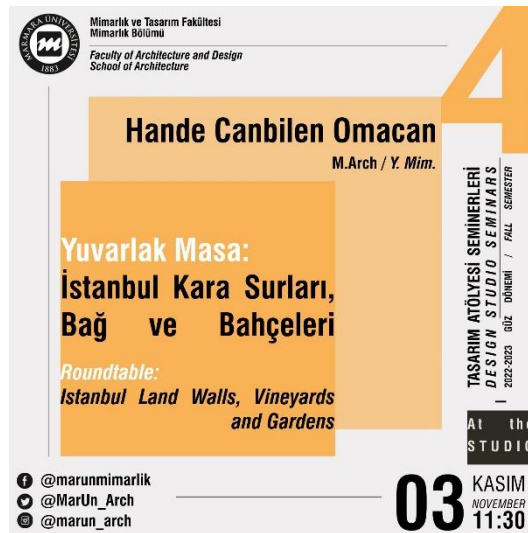 MARMARA ÜNİVERSİTESİ
m
1883
Mimarlık ve Tasarım Fakültesi
Mimarlık Bölümü
Faculty of Architecture and Design
School of Architecture
4
Hande Canbilen Omacan
M.Arch / Y. Mim.
Yuvarlak Masa:
İstanbul Kara Surları,
Bağ ve Bahçeleri
Roundtable:
Istanbul Land Walls, Vineyards
and Gardens
TASARIM ATÖLYESİ SEMİNERLERİ
DESIGN STUDIO SEMINARS
2022-2023 GÜZ DÖNEMİ / FALL SEMESTER
At the
STUDIO
@marunmimarlik
@MarUn_Arch
@marun_arch
03 KASIM
NOVEMBER
11:30